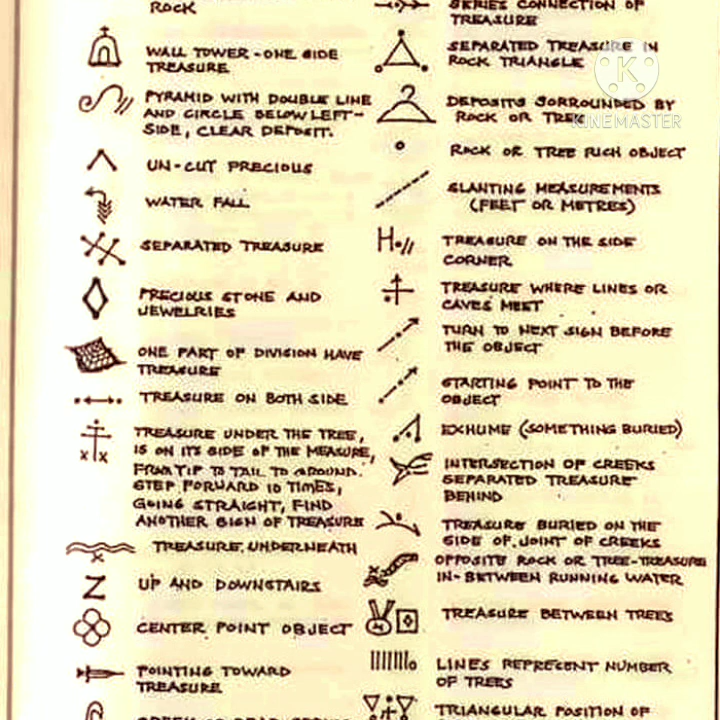 ROCK
WALL TOWER - ONE SIDE
TREASURE
PYRAMID WITH DOUBLE LINE
AND CIRCLE BELOW LEFT-
SIDE, CLEAR DEPOSIT.
UN-CUT PRECIOUS
WATER FALL
SEPARATED TREASURE
PRECIOUS STONE AND
JEWELRIES
ONE PART OF DIVISION HAVE
TREASURE
TREASURE ON BOTH SIDE
TREASURE UNDER THE TREE,
IS ON ITS SIDE OF THE MEASURE,
FROM TIP TO TAIL TO GROUND.
STEP FORWARD 10 TIMES,
GOING STRAIGHT, FIND
ANOTHER SIGN OF TREASURE
TREASURE UNDERNEATH
Z
UP AND DOWNSTAIRS
CENTER POINT OBJECT
POINTING TOWARD
TREASURE
SERIES CONNECTION OF
TREASURE
SEPARATED TREASURE IN
ROCK TRIANGLE
DEPOSITS SORROUNDED BY
ROCK OR TREE
ROCK OR TREE RICH OBJECT
SLANTING MEASUREMENTS
(FEET OR METRES)
H
TREASURE ON THE SIDE
CORNER
TREASURE WHERE LINES OR
CAVES MEET
TURN TO NEXT SIGN BEFORE
THE OBJECT
STARTING POINT TO THE
OBJECT
EXHUME (SOMETHING BURIED)
INTERSECTION OF CREEKS
SEPARATED TREASURE
BEHIND
TREASURE BURIED ON THE
SIDE OF JOINT OF CREEKS
OPPOSITE ROCK OR TREE-TREASURE
IN-BETWEEN RUNNING WATER
TREASURE BETWEEN TREES
LINES REPRECENT NUMBER
OF TREES
TRIANGULAR POSITION OF
K
KINEMASTER